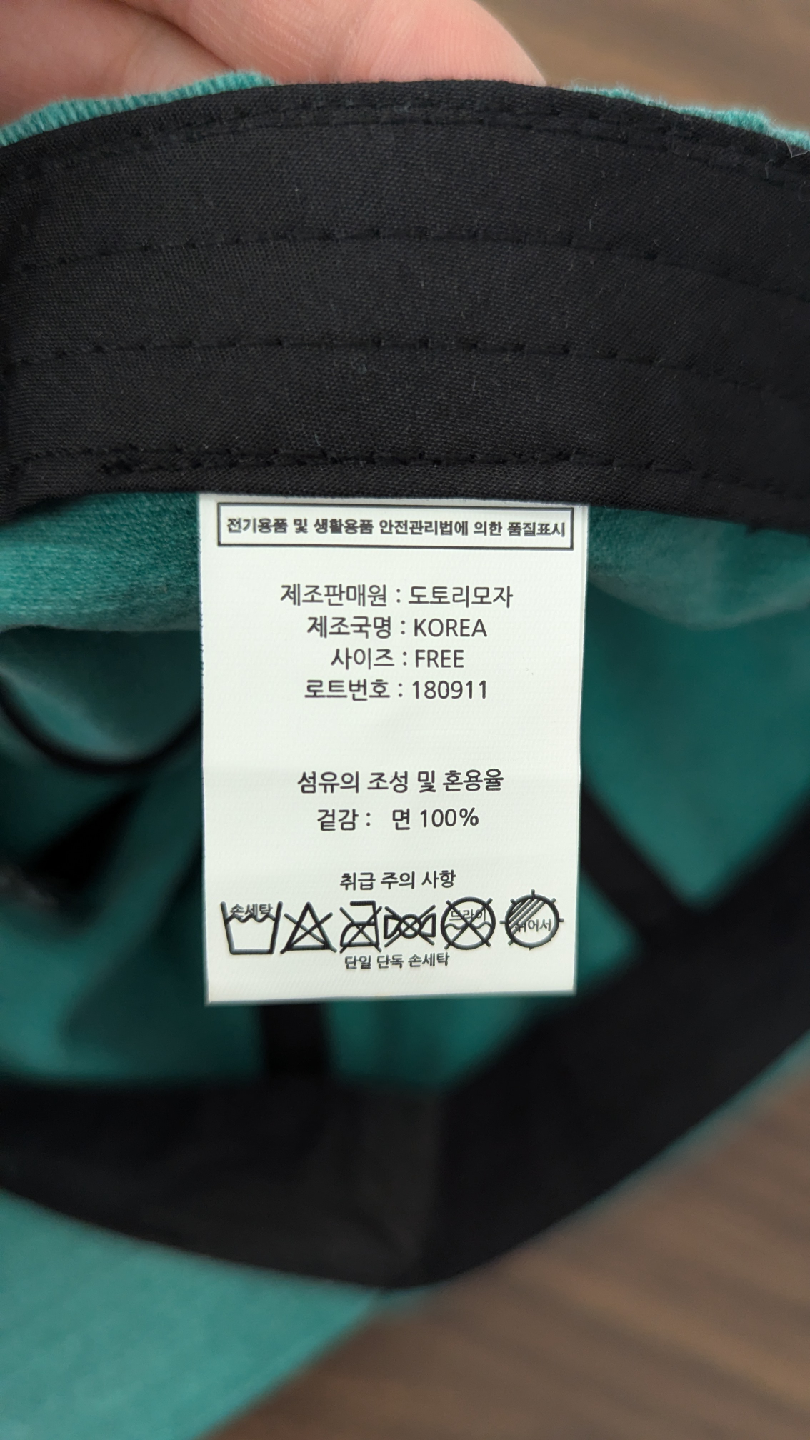 전기용품 및 생활용품 안전관리법에 의한 품질표시
제조판매원 : 도토리모자
제조국명 : KOREA
사이즈 : FREE
로트번호 : 180911
섬유의 조성 및 혼용율
겉감 : 면 100%
취급 주의 사항
손세탁 드라이 뉘어서
단일 단독 손세탁